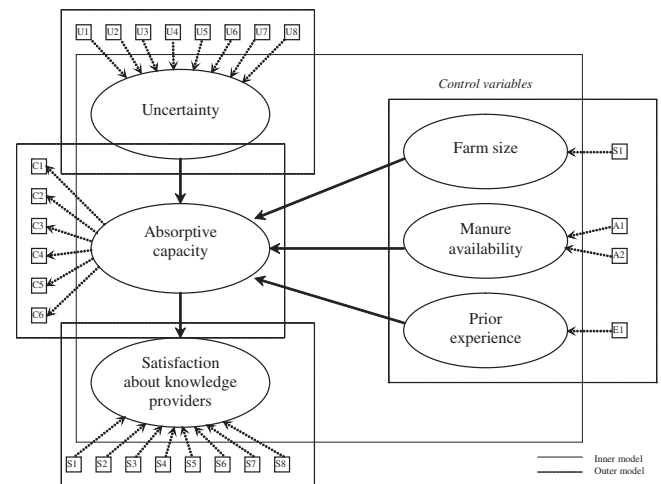 U1 U2 U3 U4 U5 U6 U7 U8
Control variables
Uncertainty
Farm size
S1
C1
C2
C3
C4
C5
C6
Absorptive
capacity
Manure
availability
A1
A2
Prior
experience
E1
Satisfaction
about knowledge
providers
S1 S2 S3 S4 S5 S6 S7 S8
Inner model
Outer model